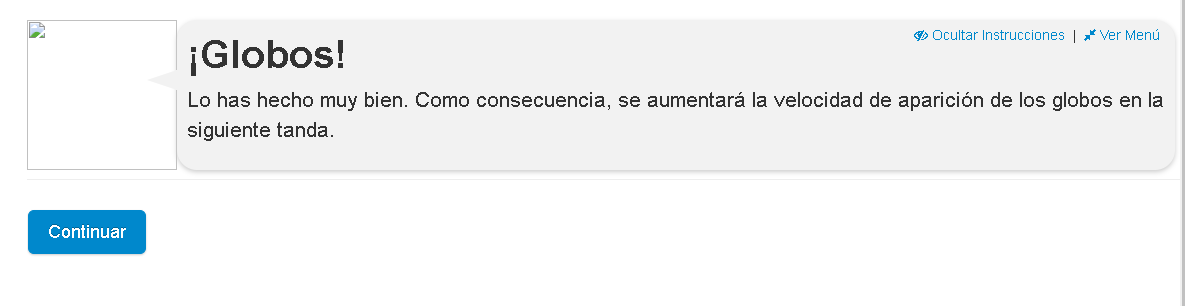 Ocultar Instrucciones | Ver Menú
¡Globos!
Lo has hecho muy bien. Como consecuencia, se aumentará la velocidad de aparición de los globos en la
siguiente tanda.
Continuar